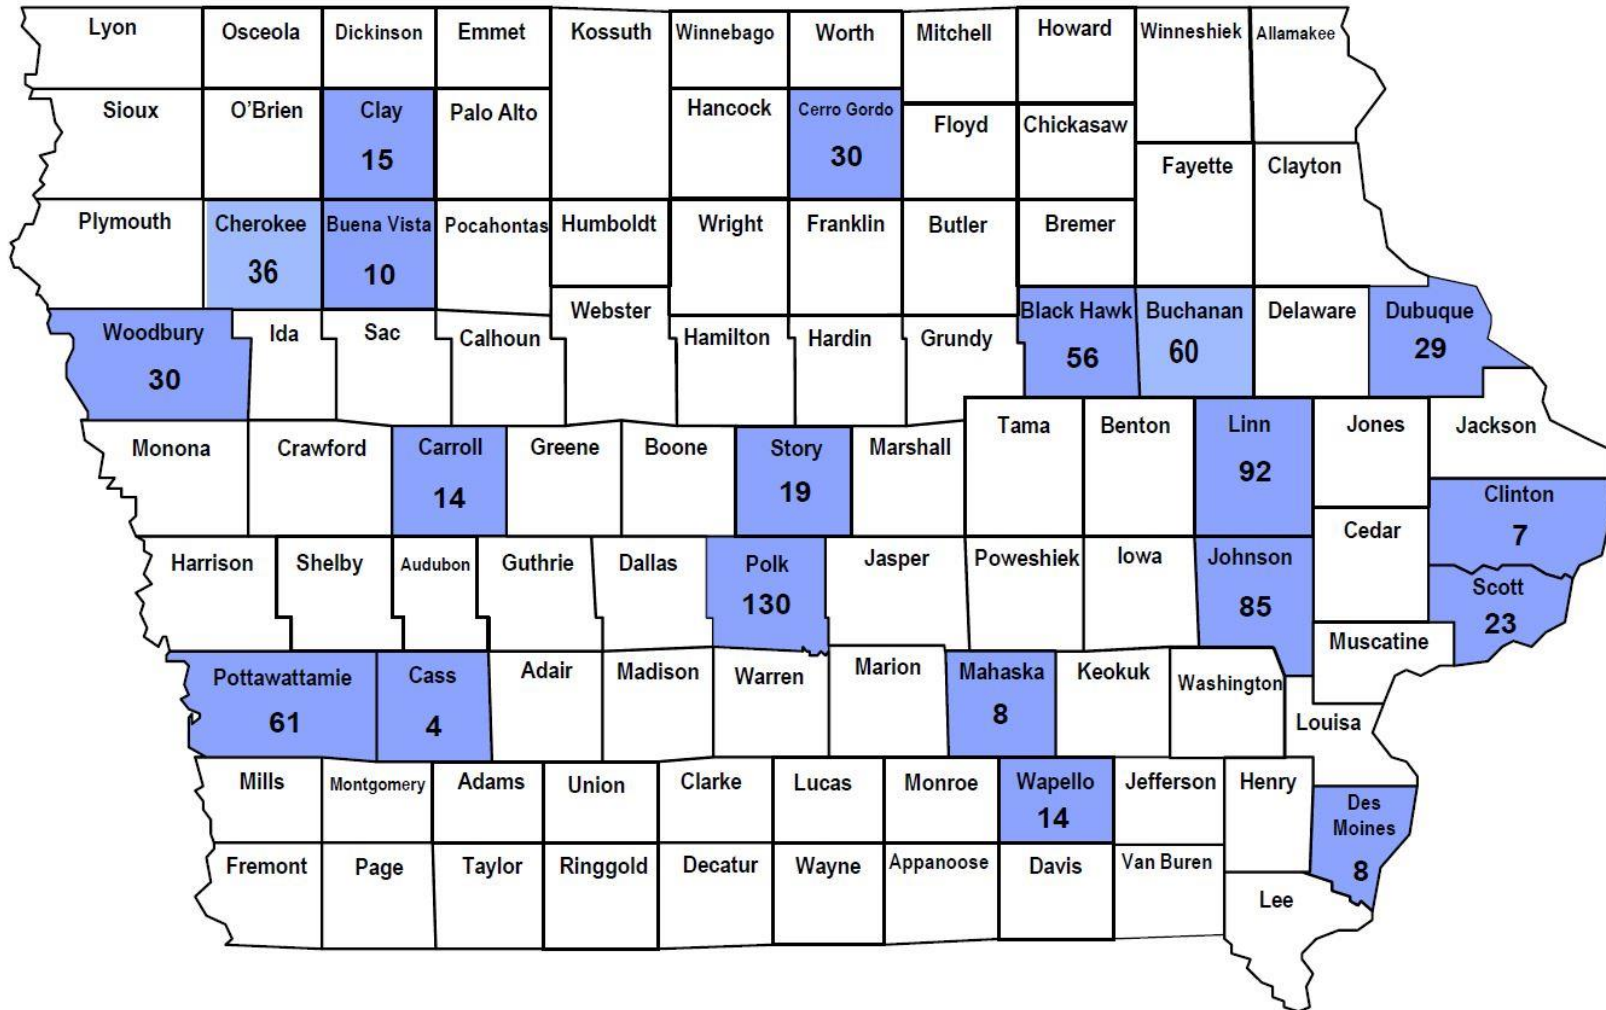 Lyon
Osceola
Dickinson
Emmet
Kossuth
Winnebago
Worth
Mitchell
Howard
Winneshiek
Allamakee
Sioux
O'Brien
Clay
15
Palo Alto
Hancock
Cerro Gordo
30
Floyd
Chickasaw
Fayette
Clayton
Plymouth
Cherokee
36
Buena Vista
10
Pocahontas
Humboldt
Wright
Franklin
Butler
Bremer
Woodbury
30
Ida
Sac
Calhoun
Webster
Hamilton
Hardin
Grundy
Black Hawk
56
Buchanan
60
Delaware
Dubuque
29
Monona
Crawford
Carroll
14
Greene
Boone
Story
19
Marshall
Tama
Benton
Linn
92
Jones
Jackson
Clinton
7
Harrison
Shelby
Audubon
Guthrie
Dallas
Polk
130
Jasper
Poweshiek
Iowa
Johnson
85
Cedar
Scott
23
Muscatine
Pottawattamie
61
Cass
4
Adair
Madison
Warren
Marion
Mahaska
8
Keokuk
Washington
Louisa
Mills
Montgomery
Adams
Union
Clarke
Lucas
Monroe
Wapello
14
Jefferson
Henry
Des
Moines
8
Fremont
Page
Taylor
Ringgold
Decatur
Wayne
Appanoose
Davis
Van Buren
Lee